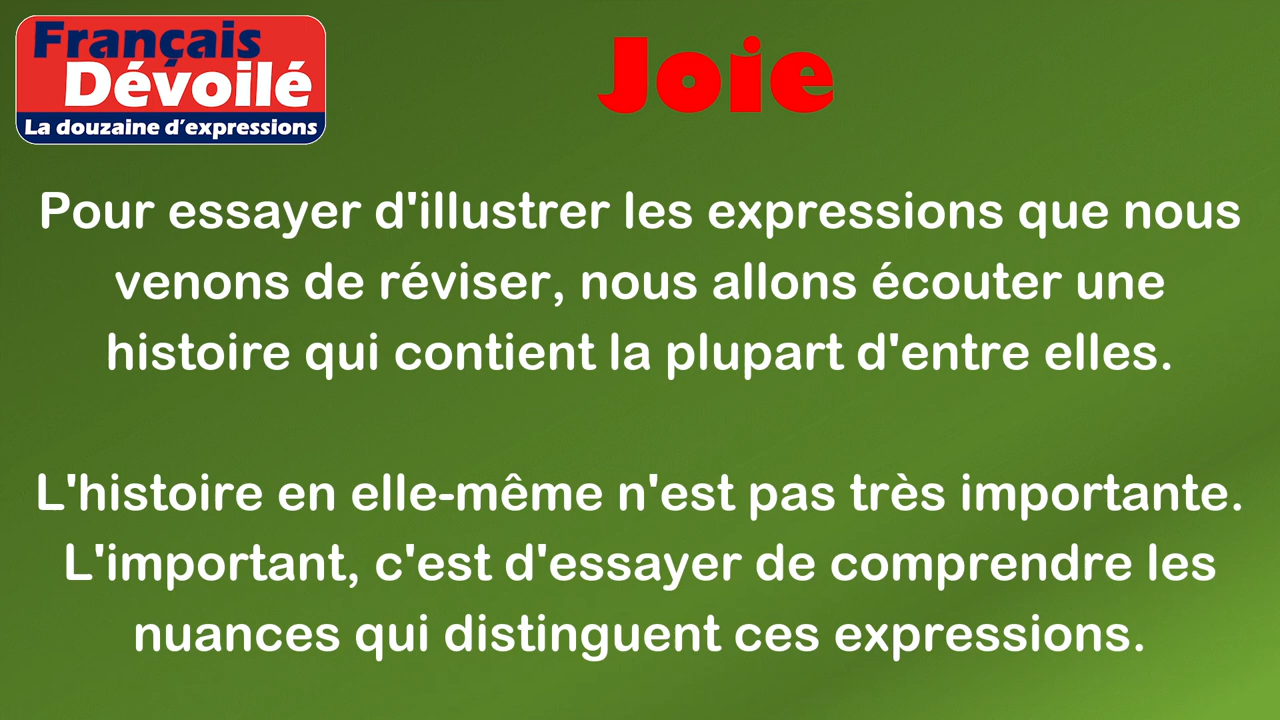 Français
Dévoilé
La douzaine d'expressions
Joie
Pour essayer d'illustrer les expressions que nous
venons de réviser, nous allons écouter une
histoire qui contient la plupart d'entre elles.
L'histoire en elle-même n'est pas très importante.
L'important, c'est d'essayer de comprendre les
nuances qui distinguent ces expressions.